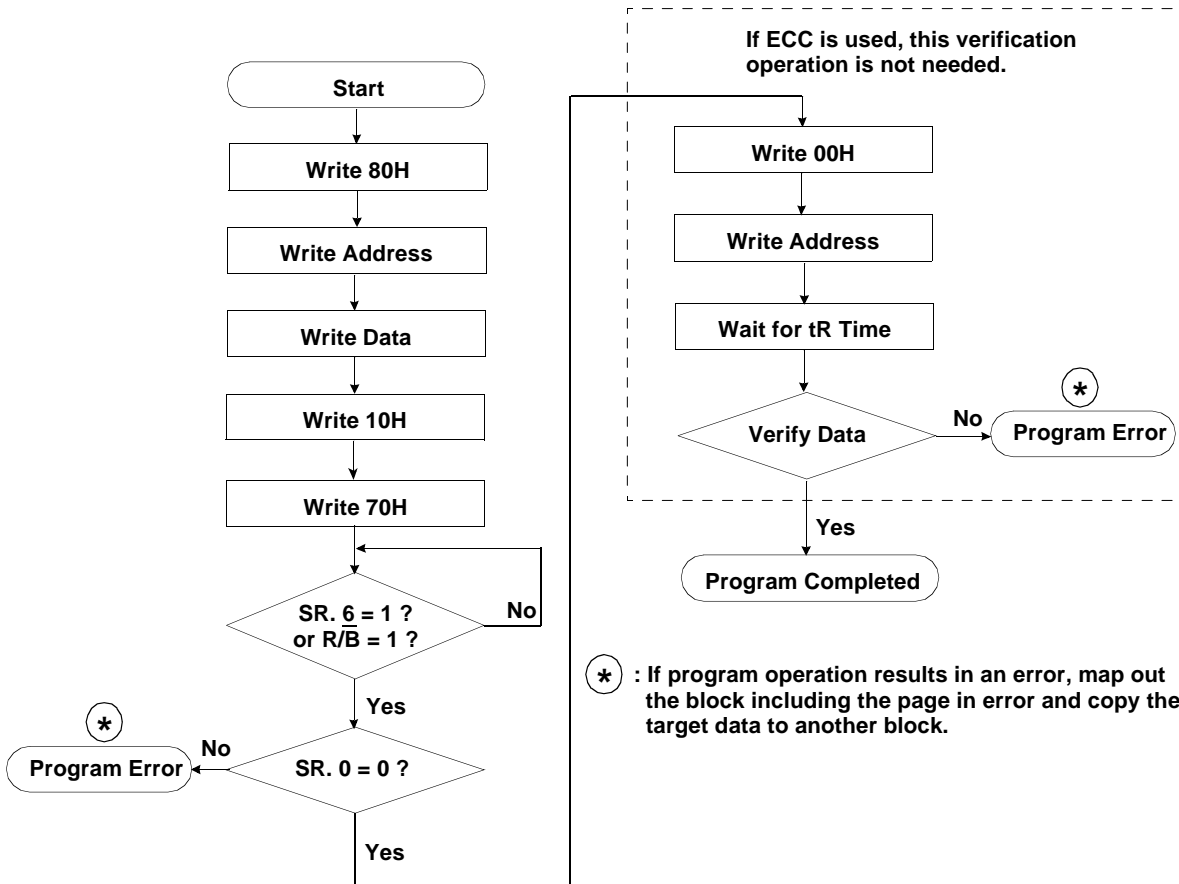 Start
Write 80H
Write Address
Write Data
Write 10H
Write 70H
SR. 6 = 1 ?
or R/B̅ = 1 ?
No
Yes
*
No
Program Error
SR. 0 = 0 ?
Yes
If ECC is used, this verification
operation is not needed.
Write 00H
Write Address
Wait for tR Time
*
Verify Data
No
Program Error
Yes
Program Completed
* : If program operation results in an error, map out
the block including the page in error and copy the
target data to another block.